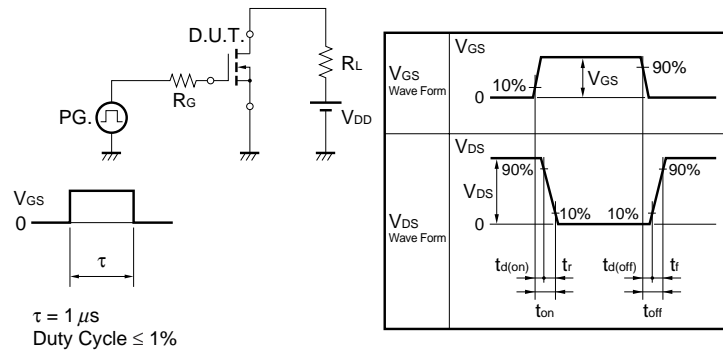 D.U.T.
RL
RG
PG.
VDD
VGS
0
τ
τ = 1 μs
Duty Cycle ≤ 1%
VGS
Wave Form
VGS
10%
VGS
90%
0
VDS
Wave Form
VDS
90%
VDS
90%
10%
10%
0
td(on)
tr
td(off)
tf
ton
toff